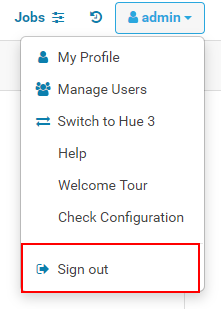 Jobs admin
My Profile
Manage Users
Switch to Hue 3
Help
Welcome Tour
Check Configuration
Sign out